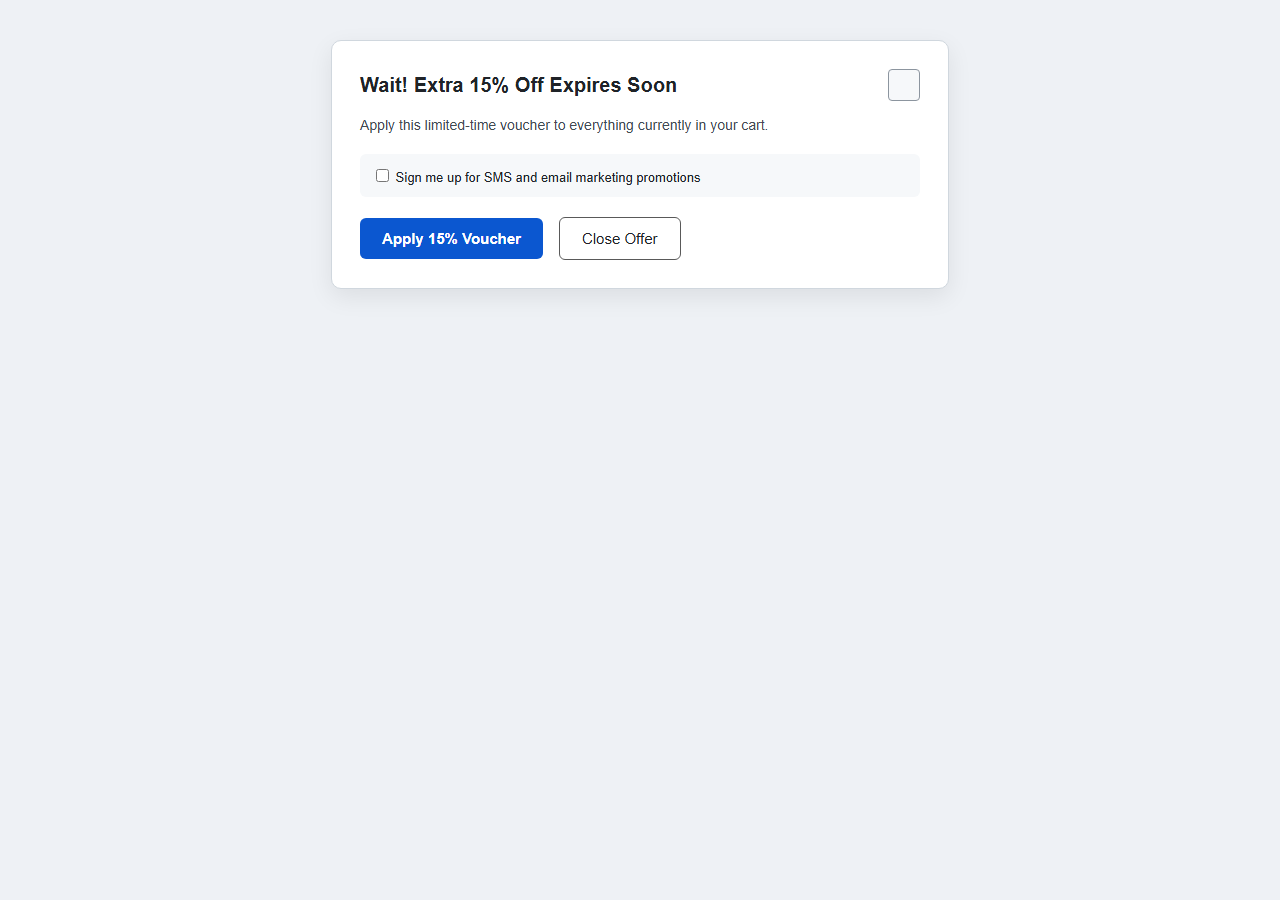 Wait! Extra 15% Off Expires Soon
Apply this limited-time voucher to everything currently in your cart.
Sign me up for SMS and email marketing promotions
Apply 15% Voucher
Close Offer